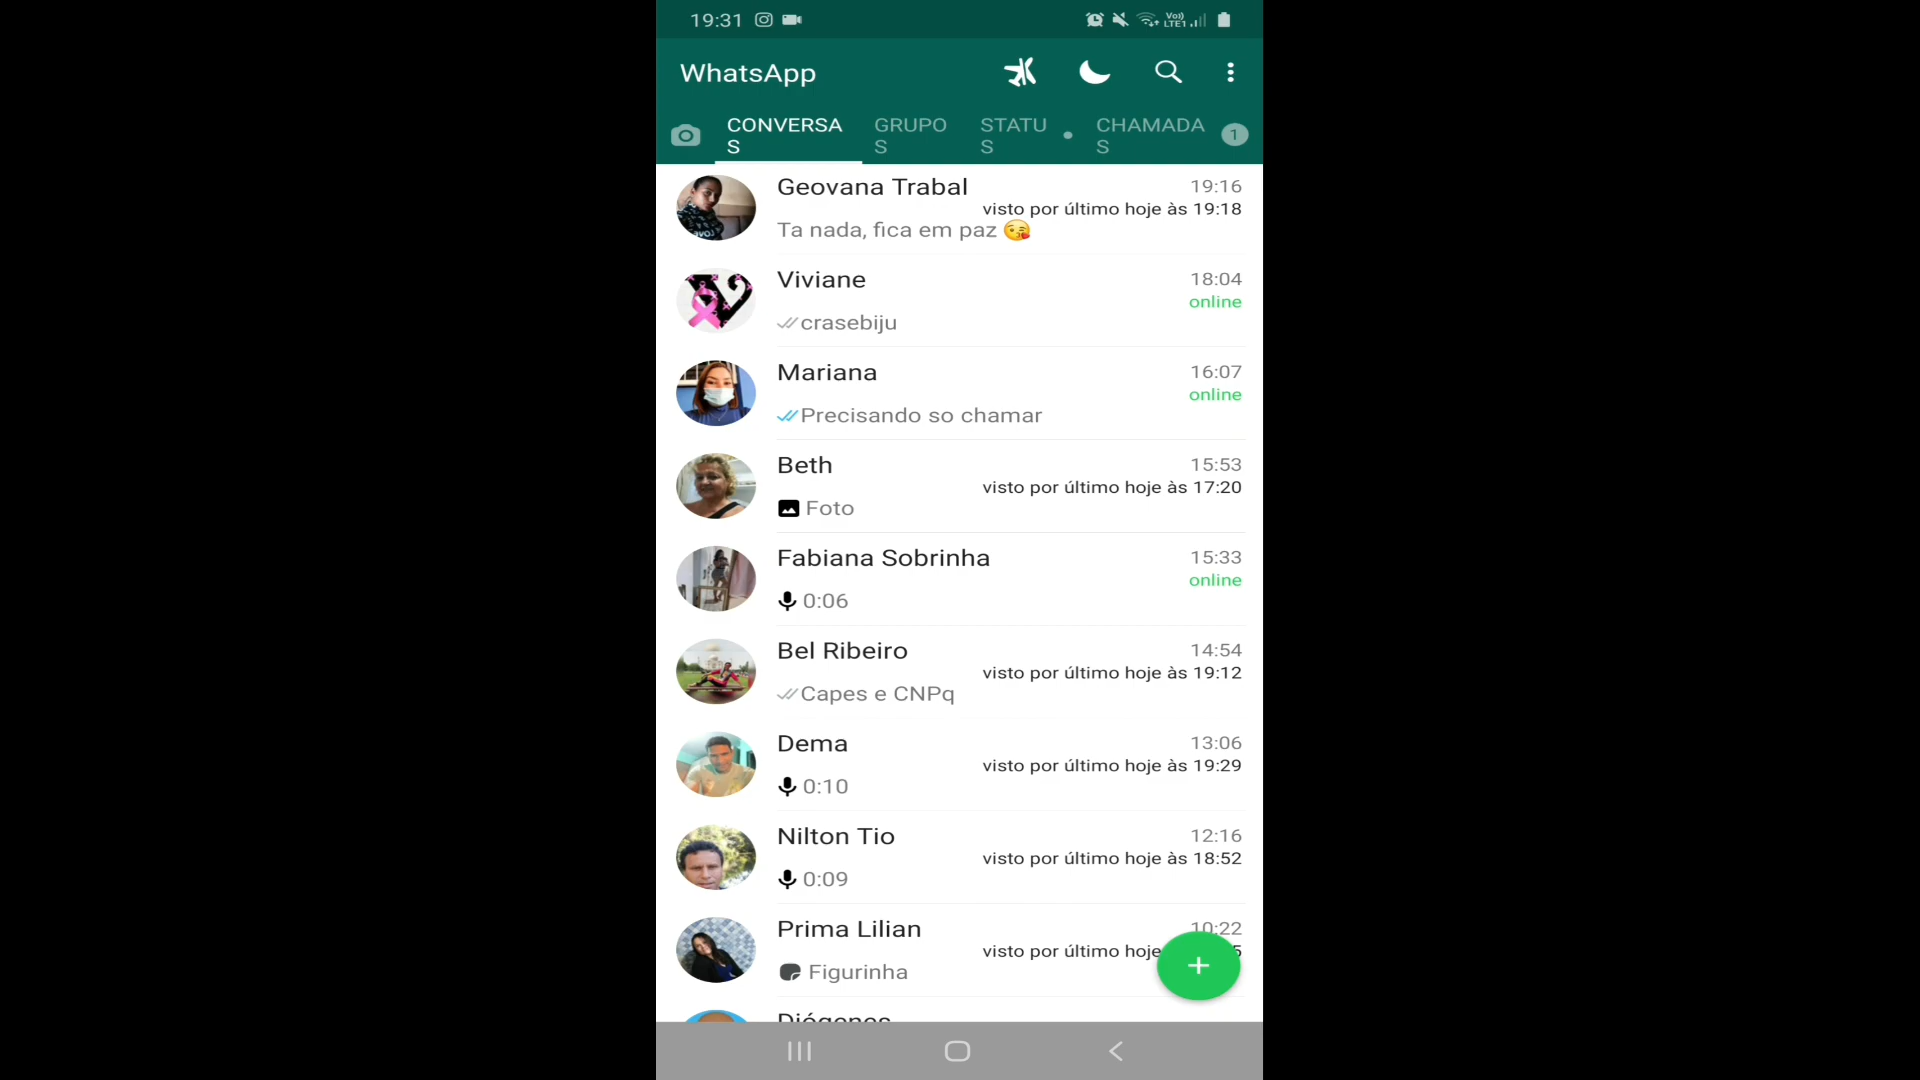 19:31
Vo)) LTE1
WhatsApp
CONVERSA
S
GRUPO
S
STATU
S
CHAMADA
S
1
Geovana Trabal
19:16
visto por último hoje às 19:18
Ta nada, fica em paz 😘
Viviane
18:04
online
crasebiju
Mariana
16:07
online
Precisando so chamar
Beth
15:53
visto por último hoje às 17:20
Foto
Fabiana Sobrinha
15:33
online
0:06
Bel Ribeiro
14:54
visto por último hoje às 19:12
Capes e CNPq
Dema
13:06
visto por último hoje às 19:29
0:10
Nilton Tio
12:16
visto por último hoje às 18:52
0:09
Prima Lilian
10:22
visto por último hoje
Figurinha
Diógenes